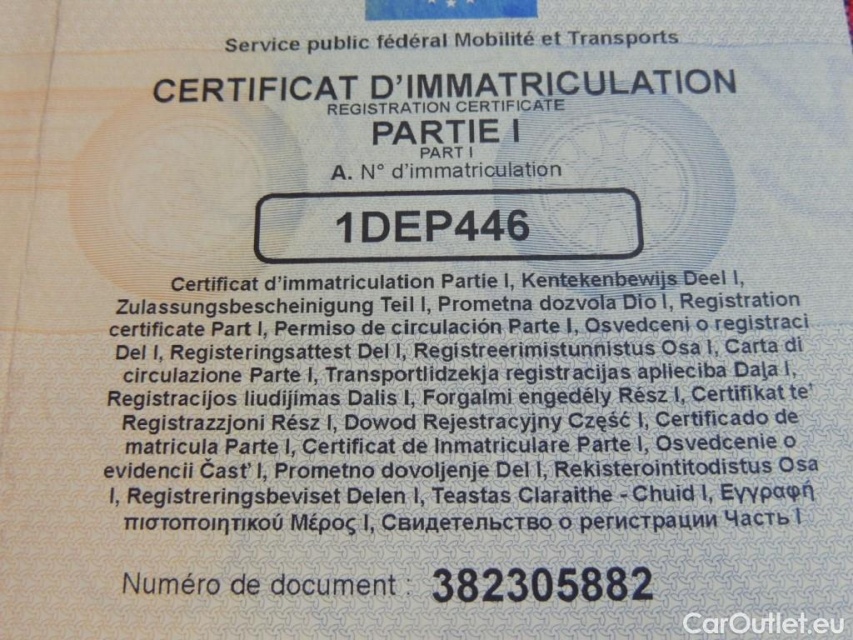 Service public fédéral Mobilité et Transports
CERTIFICAT D'IMMATRICULATION
REGISTRATION CERTIFICATE
PARTIE I
PART I
A. N° d'immatriculation
1DEP446
Certificat d'immatriculation Partie I, Kentekenbewijs Deel I,
Zulassungsbescheinigung Teil I, Prometna dozvola Dio I, Registration
certificate Part I, Permiso de circulación Parte I, Osvedceni o registraci
Del I, Registeringsattest Del I, Registreerimistunnistus Osa I, Carta di
circulazione Parte I, Transportlidzekja registracijas aplieciba Daļa I,
Registracijos liudijimas Dalis I, Forgalmi engedély Rész I, Certifikat te'
Registrazzjoni Rész I, Dowod Rejestracyjny Część I, Certificado de
matricula Parte I, Certificat de Inmatriculare Parte I, Osvedcenie o
evidencii Časť I, Prometno dovoljenje Del I, Rekisterointitodistus Osa
I, Registreringsbeviset Delen I, Teastas Claraithe - Chuid I, Εγγραφή
πιστοποιητικού Μέρος I, Свидетельство о регистрации Часть I
Numéro de document : 382305882
CarOutlet.eu